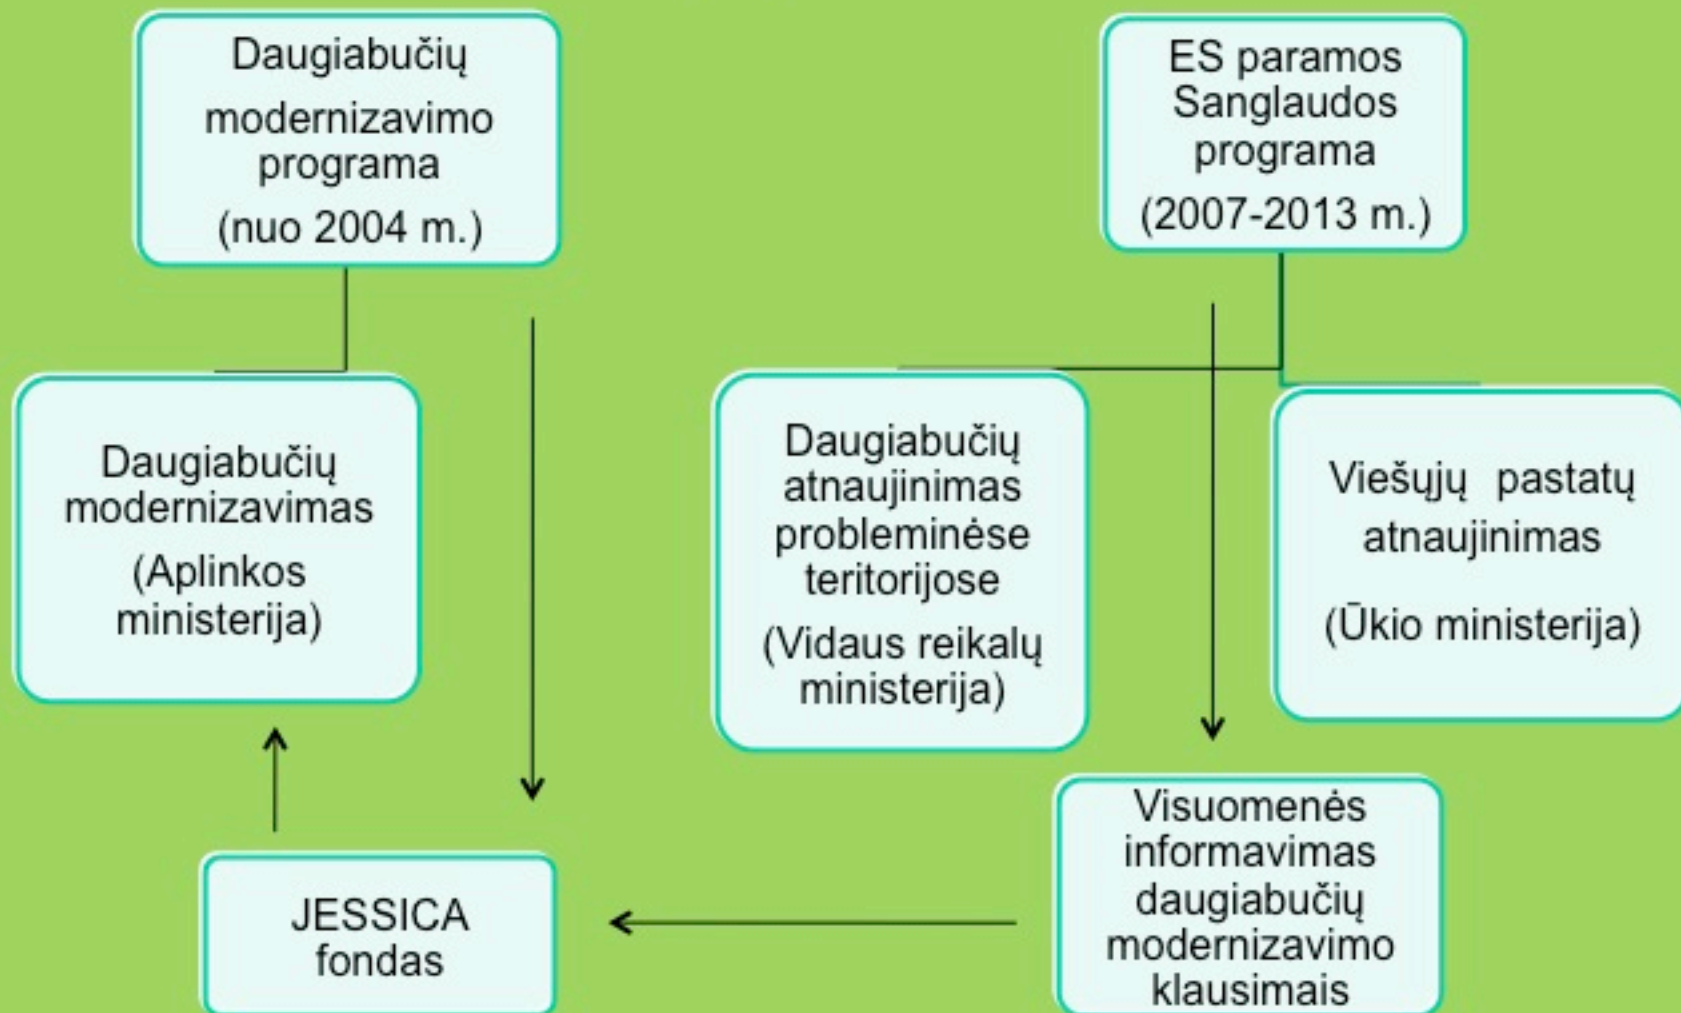 Daugiabučių
modernizavimo
programa
(nuo 2004 m.)
ES paramos
Sanglaudos
programa
(2007-2013 m.)
Daugiabučių
modernizavimas
(Aplinkos
ministerija)
Daugiabučių
atnaujinimas
probleminėse
teritorijose
(Vidaus reikalų
ministerija)
Viešųjų pastatų
atnaujinimas
(Ūkio ministerija)
JESSICA
fondas
Visuomenės
informavimas
daugiabučių
modernizavimo
klausimais